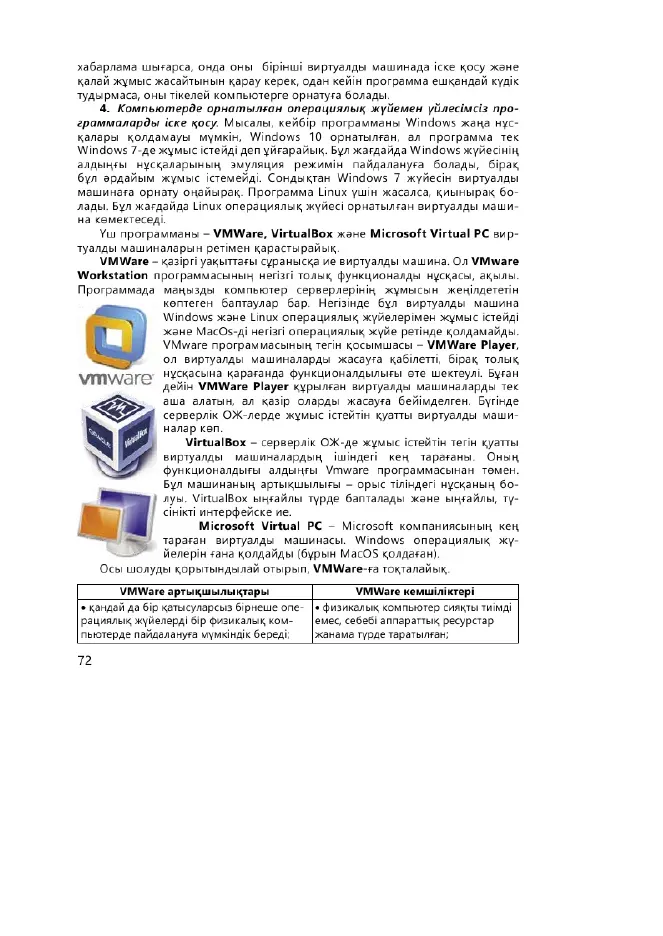 хабарлама шығарса, онда оны бірінші виртуалды машинада іске қосу және
қалай жұмыс жасайтынын қарау керек, одан кейін программа ешқандай күдік
тудырмаса, оны тікелей компьютерге орнатуға болады.
4. Компьютерде орнатылған операциялық жүйемен үйлесімсіз про-
граммаларды іске қосу. Мысалы, кейбір программаны Windows жаңа нұс-
қалары қолдамауы мүмкін, Windows 10 орнатылған, ал программа тек
Windows 7-де жұмыс істейді деп ұйғарайық. Бұл жағдайда Windows жүйесінің
алдыңғы нұсқаларының эмуляция режимін пайдалануға болады, бірақ
бұл әрдайым жұмыс істемейді. Сондықтан Windows 7 жүйесін виртуалды
машинаға орнату оңайырақ. Программа Linux үшін жасалса, қиынырақ бо-
лады. Бұл жағдайда Linux операциялық жүйесі орнатылған виртуалды маши-
на көмектеседі.
Үш программаны – VMWare, VirtualBox және Microsoft Virtual PC вир-
туалды машиналарын ретімен қарастырайық.
VMWare – қазіргі уақыттағы сұранысқа ие виртуалды машина. Ол VMware
Workstation программасының негізгі толық функционалды нұсқасы, ақылы.
Программада маңызды компьютер серверлерінің жұмысын жеңілдететін
көптеген баптаулар бар. Негізінде бұл виртуалды машина
Windows және Linux операциялық жүйелерімен жұмыс істейді
және MacOs-ді негізгі операциялық жүйе ретінде қолдамайды.
VMware программасының тегін қосымшасы – VMWare Player,
ол виртуалды машиналарды жасауға қабілетті, бірақ толық
нұсқасына қарағанда функционалдылығы өте шектеулі. Бұған
дейін VMWare Player құрылған виртуалды машиналарды тек
аша алатын, ал қазір оларды жасауға бейімделген. Бүгінде
серверлік ОЖ-лерде жұмыс істейтін қуатты виртуалды маши-
налар көп.
vmware
ORACLE
VirtualBox
VirtualBox – серверлік ОЖ-де жұмыс істейтін тегін қуатты
виртуалды машиналардың ішіндегі кең тарағаны. Оның
функционалдығы алдыңғы Vmware программасынан төмен.
Бұл машинаның артықшылығы – орыс тіліндегі нұсқаның бо-
луы. VirtualBox ыңғайлы түрде бапталады және ыңғайлы, тү-
сінікті интерфейске ие.
Microsoft Virtual PC – Microsoft компаниясының кең
тараған виртуалды машинасы. Windows операциялық жү-
йелерін ғана қолдайды (бұрын MacOS қолдаған).
Осы шолуды қорытындылай отырып, VMWare-ға тоқталайық.
VMWare артықшылықтары
VMWare кемшіліктері
• қандай да бір қатысуларсыз бірнеше опе-
рациялық жүйелерді бір физикалық ком-
пьютерде пайдалануға мүмкіндік береді;
• физикалық компьютер сияқты тиімді
емес, себебі аппараттық ресурстар
жанама түрде таратылған;
72